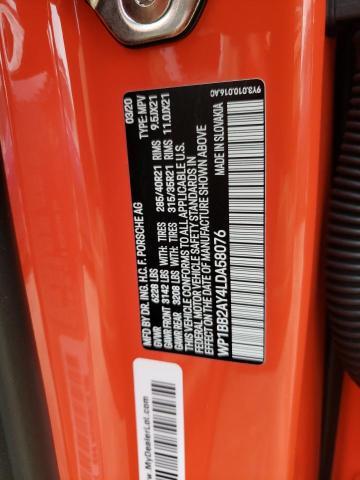 MFD BY DR. ING. H.C. F. PORSCHE AG 03/20
GVWR 6228 LBS TYPE: MPV
GAWR FRONT 3142 LBS WITH: TIRES 285/40R21 RIMS 9.5JX21
GAWR REAR 3208 LBS WITH: TIRES 315/35R21 RIMS 11.0JX21
THIS VEHICLE CONFORMS TO ALL APPLICABLE U.S.
FEDERAL MOTOR VEHICLE SAFETY STANDARDS
IN EFFECT ON THE DATE OF MANUFACTURE
SHOWN ABOVE.
WP1BB2AY4LDA58076 MADE IN SLOVAKIA
9Y3.010.016.AC
www.MyDealerLot.com